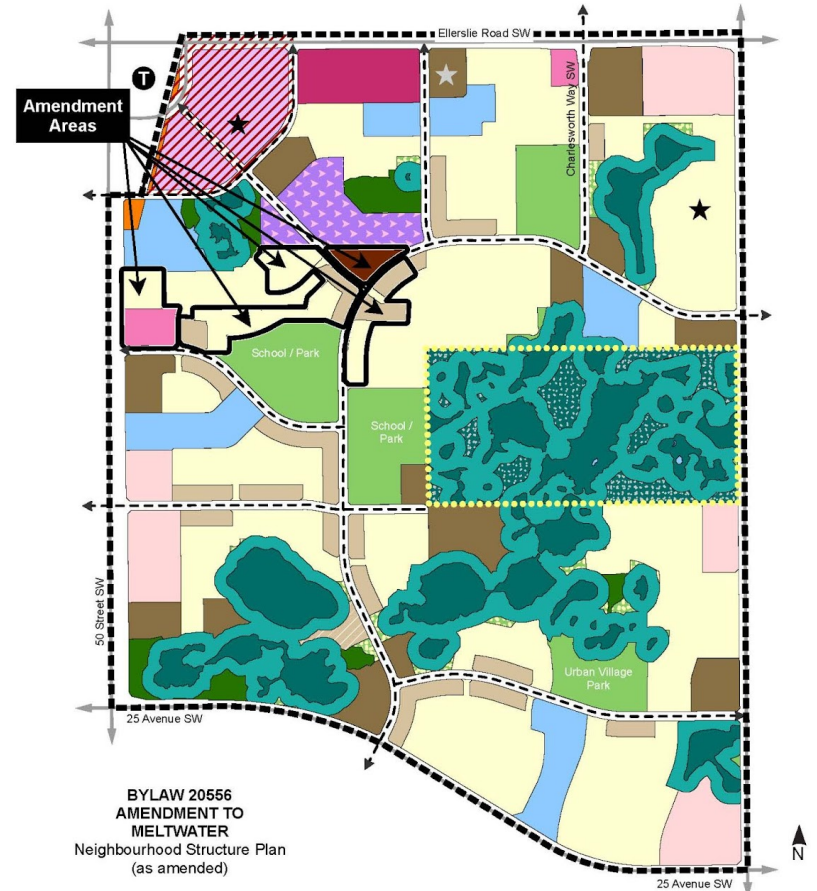 Ellerslie Road SW
T
Amendment
Areas
Charlesworth Way SW
School / Park
School /
Park
50 Street SW
Urban Village
Park
25 Avenue SW
BYLAW 20556
AMENDMENT TO
MELTWATER
Neighbourhood Structure Plan
(as amended)
N
25 Avenue SW